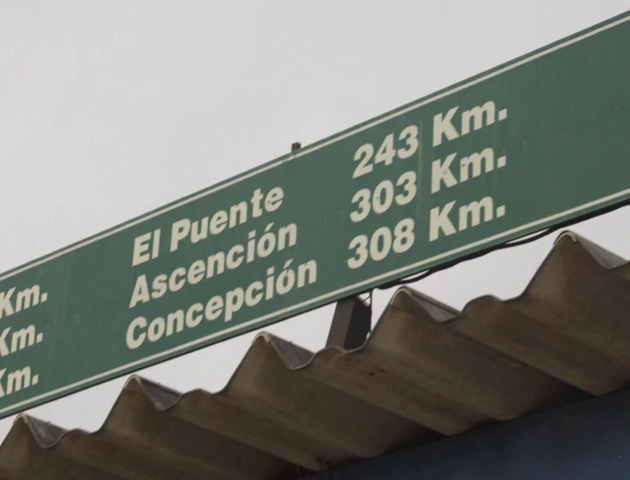 El Puente 243 Km.
Ascención 303 Km.
Concepción 308 Km.
Km.
Km.
Km.